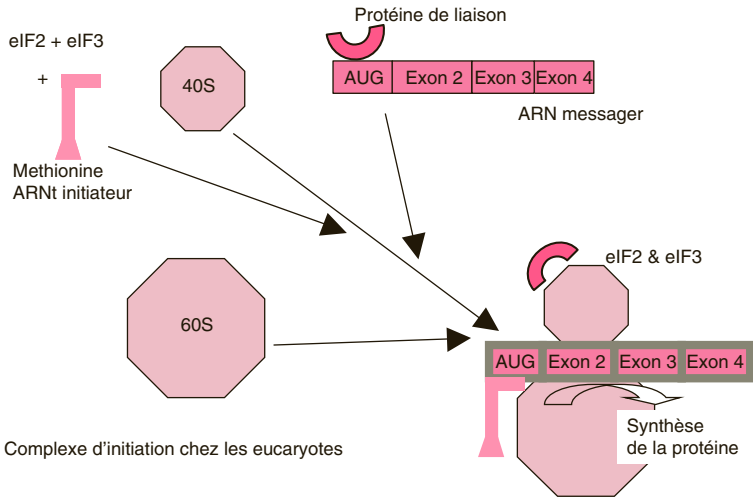 Protéine de liaison
eIF2 + eIF3
+
40S
AUG Exon 2 Exon 3 Exon 4
ARN messager
Methionine
ARNt initiateur
eIF2 & eIF3
60S
AUG Exon 2 Exon 3 Exon 4
Synthèse
de la protéine
Complexe d’initiation chez les eucaryotes